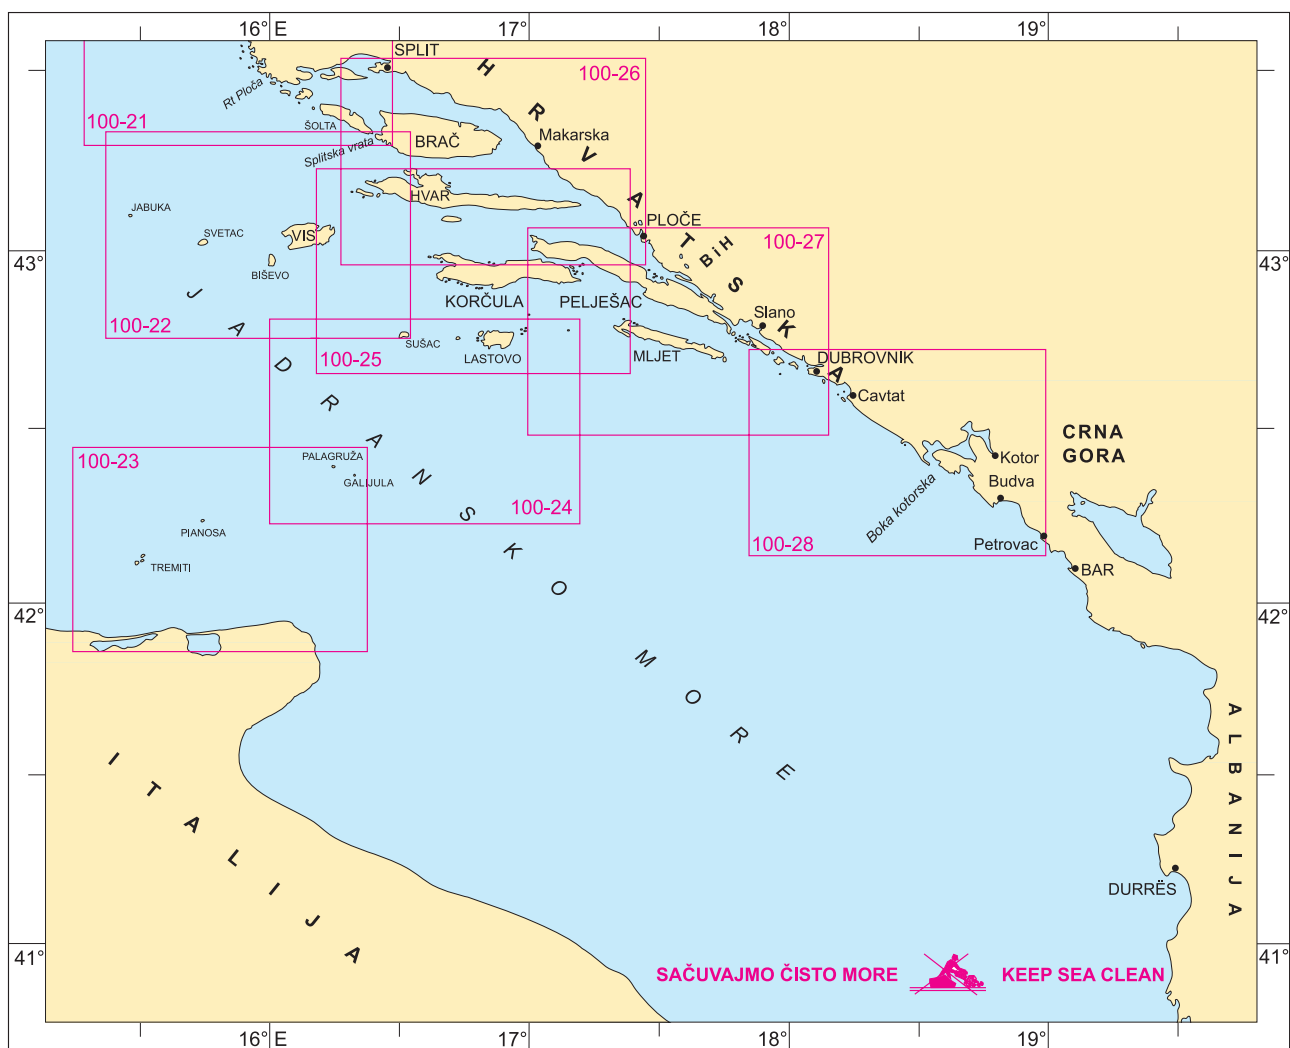 16° E
17°
18°
19°
SPLIT
H R V A T S K A
100-26
Rt Ploča
100-21
ŠOLTA
BRAČ
Makarska
Splitska vrata
HVAR
JABUKA
SVETAC
VIS
PLOČE
BiH
100-27
43°
43°
BIŠEVO
KORČULA
PELJEŠAC
Slano
100-22
SUŠAC
LASTOVO
MLJET
DUBROVNIK
100-25
Cavtat
J A D R A N S K O M O R E
CRNA
GORA
100-23
PALAGRUŽA
GALIJULA
Kotor
Budva
100-24
Boka kotorska
PIANOSA
100-28
Petrovac
TREMITI
BAR
42°
42°
I T A L I J A
A L B A N I J A
DURRËS
41°
41°
SAČUVAJMO ČISTO MORE KEEP SEA CLEAN
16° E
17°
18°
19°